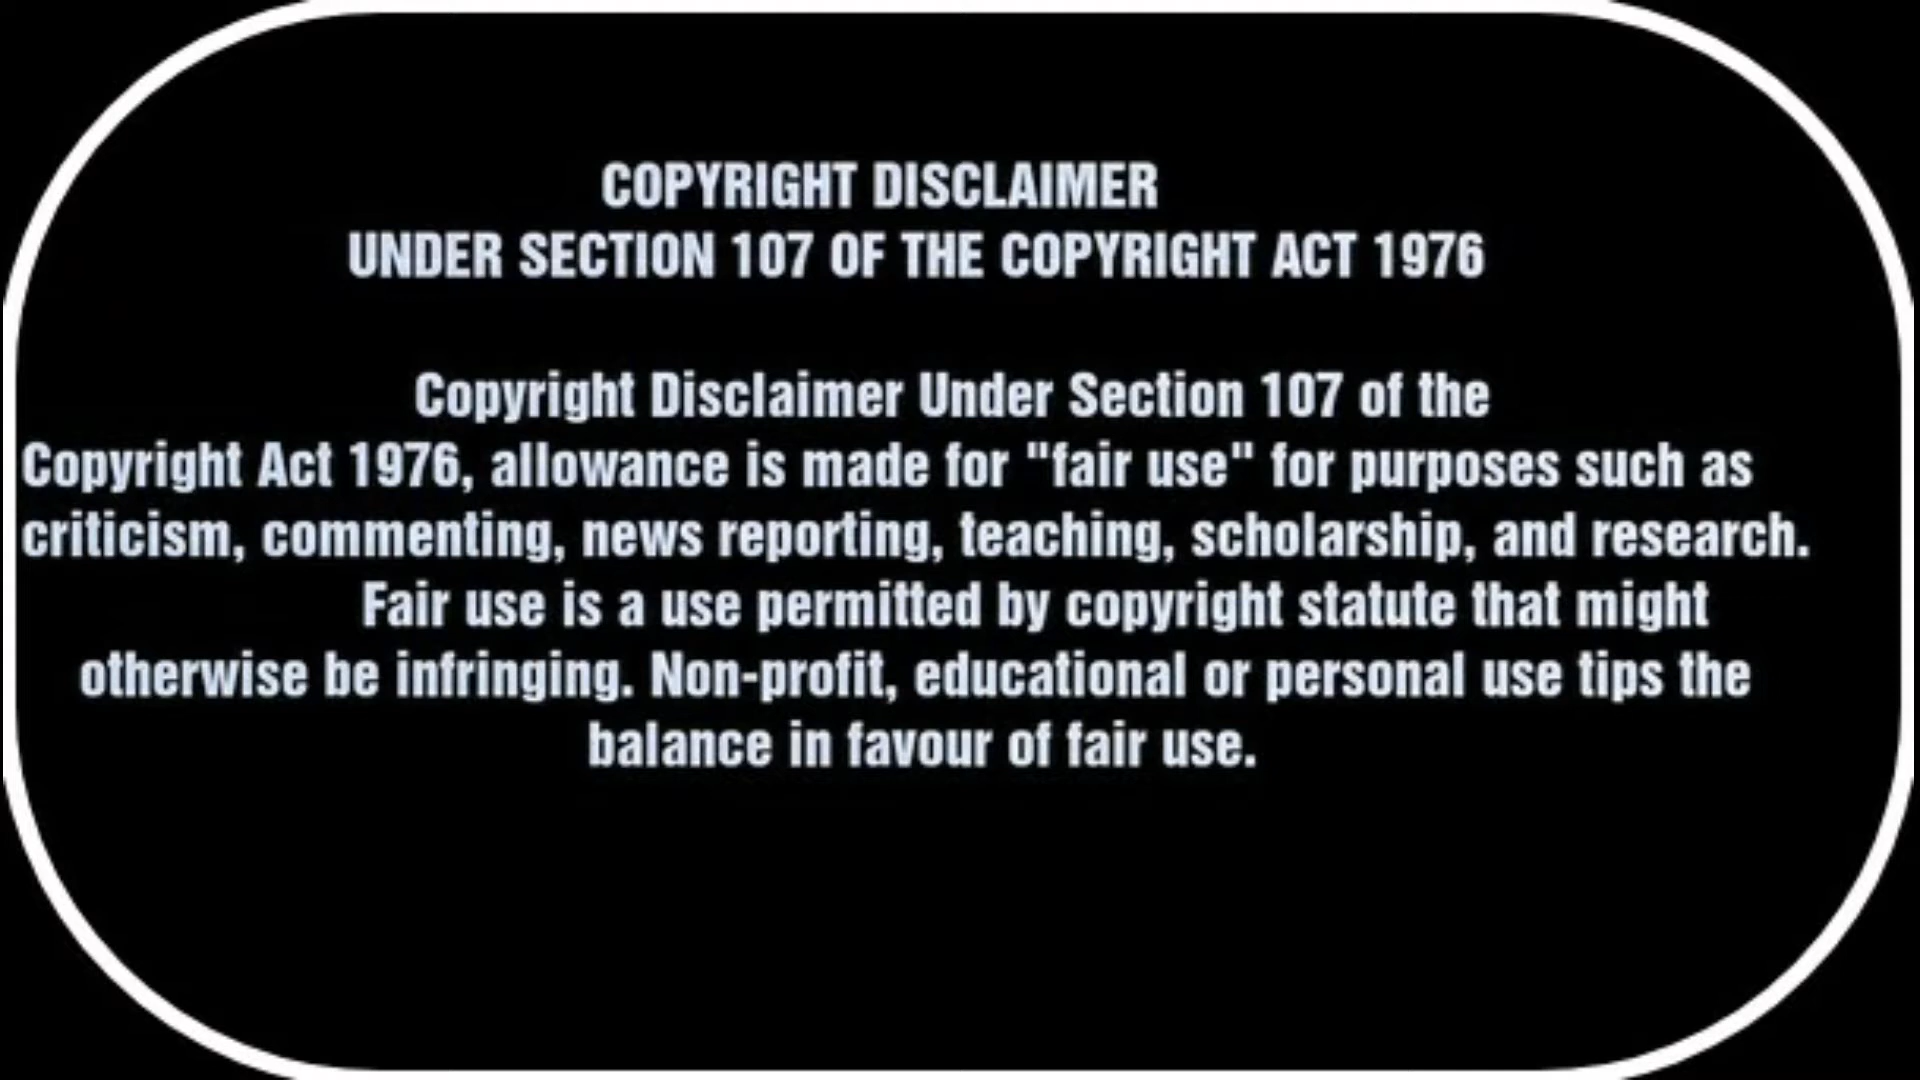 COPYRIGHT DISCLAIMER
UNDER SECTION 107 OF THE COPYRIGHT ACT 1976
Copyright Disclaimer Under Section 107 of the
Copyright Act 1976, allowance is made for "fair use" for purposes such as
criticism, commenting, news reporting, teaching, scholarship, and research.
Fair use is a use permitted by copyright statute that might
otherwise be infringing. Non-profit, educational or personal use tips the
balance in favour of fair use.